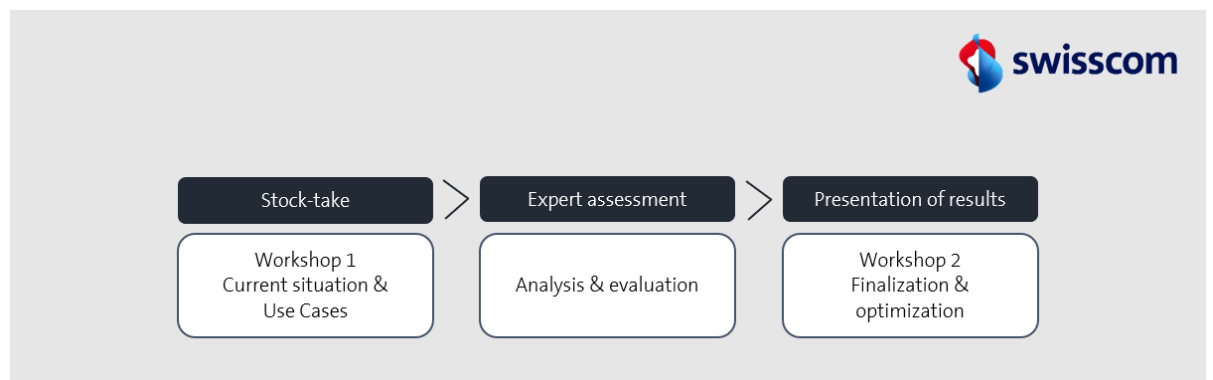 swisscom
Stock-take
Expert assessment
Presentation of results
Workshop 1
Current situation &
Use Cases
Analysis & evaluation
Workshop 2
Finalization &
optimization